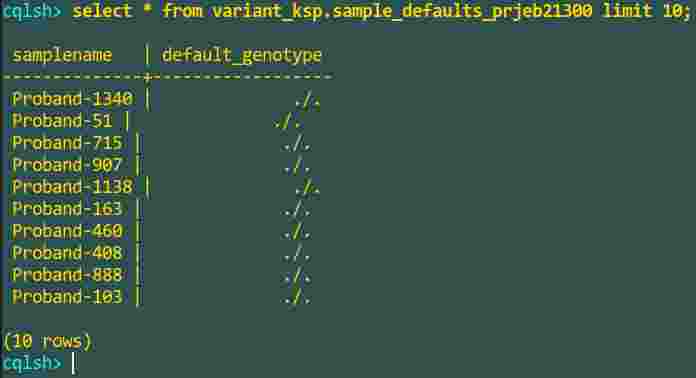 cqlsh> select * from variant_ksp.sample_defaults_prjeb21300 limit 10;
samplename | default_genotype
---------------+------------------
Proband-1340 | ./.
Proband-51 | ./.
Proband-715 | ./.
Proband-907 | ./.
Proband-1138 | ./.
Proband-163 | ./.
Proband-460 | ./.
Proband-408 | ./.
Proband-888 | ./.
Proband-103 | ./.
(10 rows)
cqlsh>